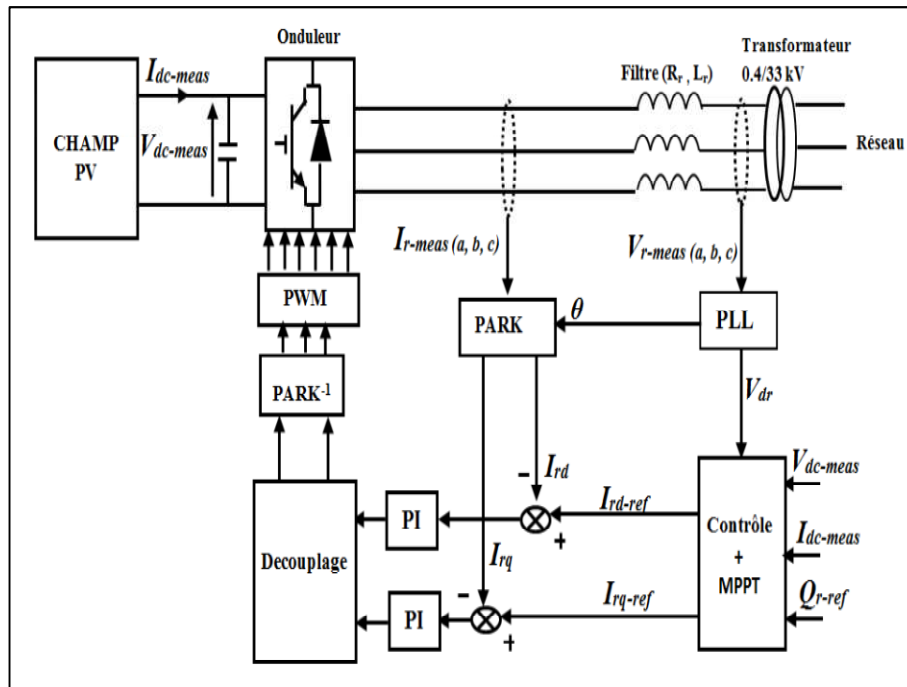 Onduleur
Transformateur
0.4/33 kV
Filtre (Rr , Lr)
Idc-meas
CHAMP
PV
Vdc-meas
Réseau
Ir-meas (a, b, c)
Vr-meas (a, b, c)
PWM
PARK
θ
PLL
PARK-1
Vdr
Vdc-meas
- Ird
Ird-ref
Contrôle
+
MPPT
PI
+
Idc-meas
Decouplage
Irq
Irq-ref
Qr-ref
-
PI
+